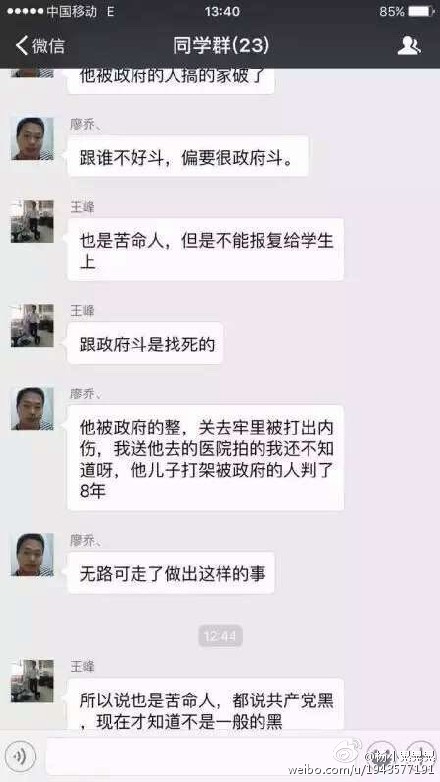 中国移动 E
13:40
85%
微信
同学群(23)
他被政府的人搞的家破了
廖乔、
跟谁不好斗，偏要很政府斗。
王峰
也是苦命人，但是不能报复给学生
上
王峰
跟政府斗是找死的
廖乔、
他被政府的整，关去牢里被打出内
伤，我送他去的医院拍的我还不知
道呀，他儿子打架被政府的人判了
8年
廖乔、
无路可走了做出这样的事
12:44
王峰
所以说也是苦命人，都说共产党黑
，现在才知道不是一般的黑
weibo.com/u/1943577191